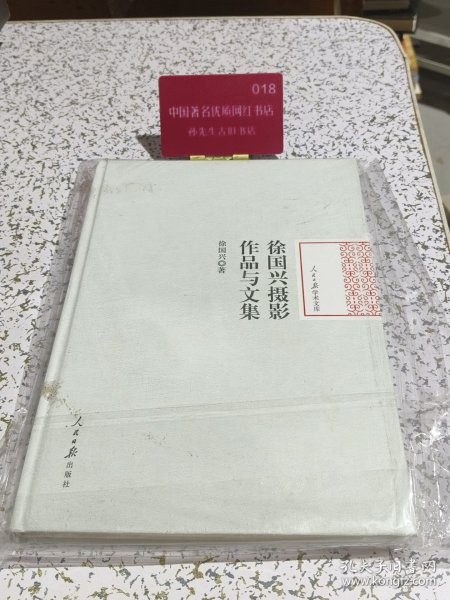 018
中国著名优质网红书店
孙先生古旧书店
徐国兴摄影
作品与文集
徐国兴 著
人民日报学术文库
人民日报出版社
孔夫子旧书网
www.kongfz.com